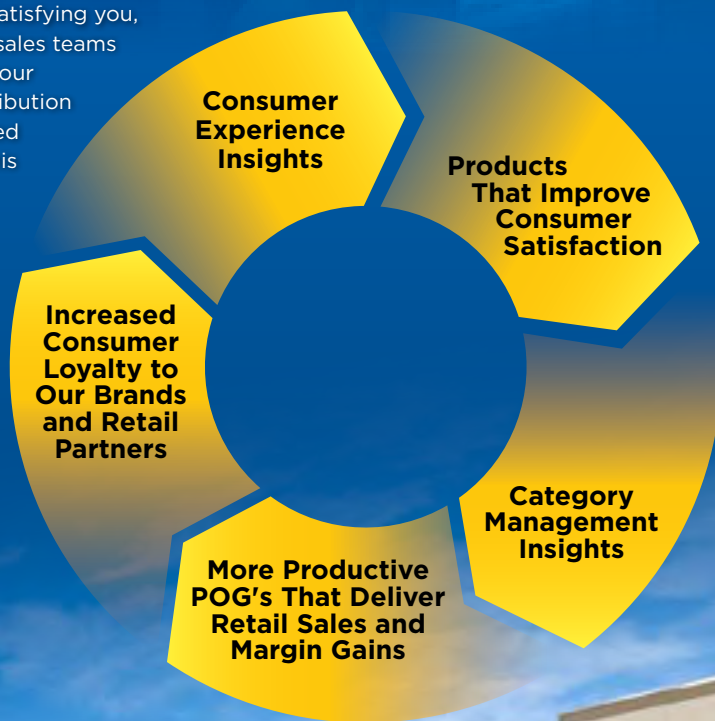 atisfying you,
sales teams
our
ibution
ed
is
Consumer
Experience
Insights
Products
That Improve
Consumer
Satisfaction
Category
Management
Insights
More Productive
POG's That Deliver
Retail Sales and
Margin Gains
Increased
Consumer
Loyalty to
Our Brands
and Retail
Partners